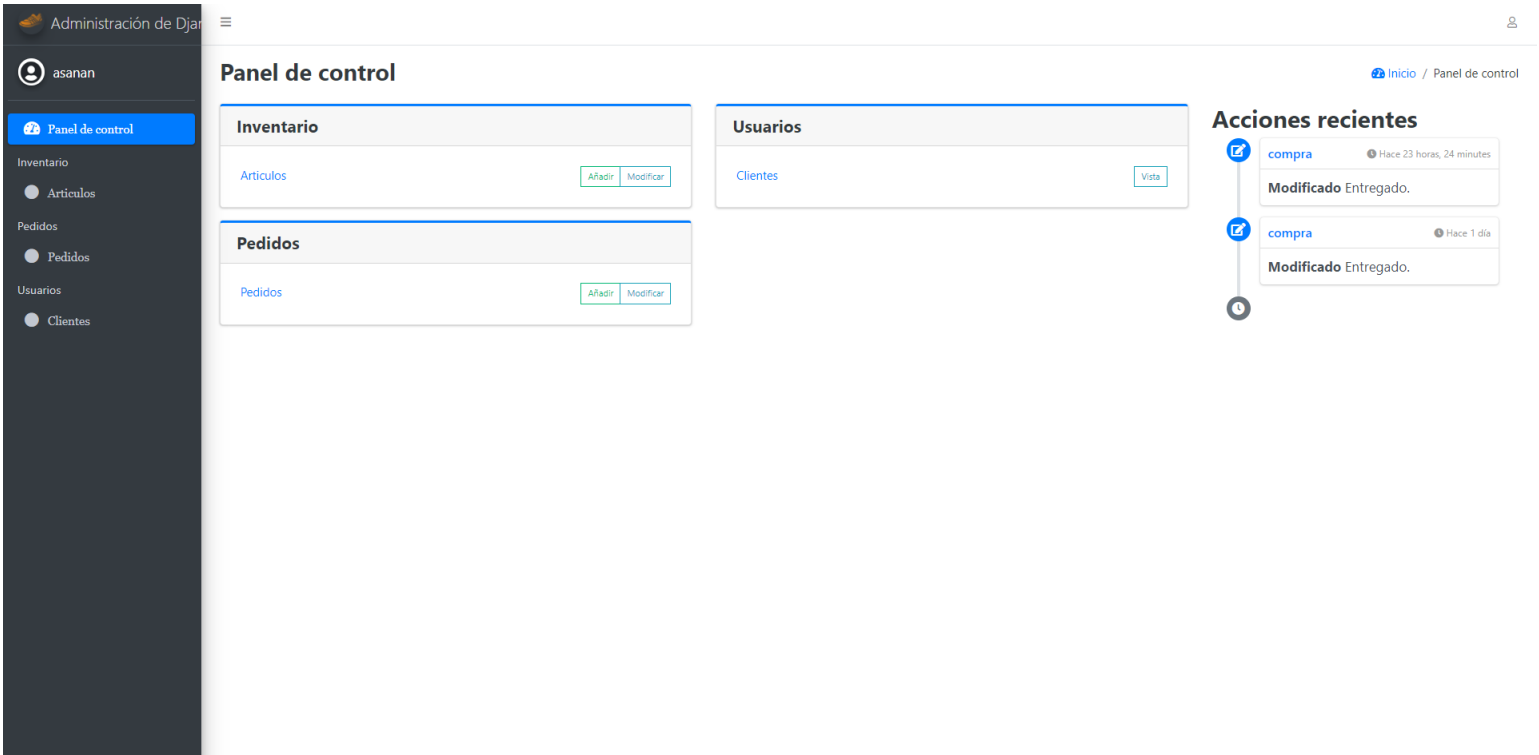 Administración de Djar
asanan
Panel de control
Inventario
Articulos
Pedidos
Pedidos
Usuarios
Clientes
Panel de control
Inicio / Panel de control
Inventario
Articulos Añadir Modificar
Usuarios
Clientes Vista
Pedidos
Pedidos Añadir Modificar
Acciones recientes
compra Hace 23 horas, 24 minutes
Modificado Entregado.
compra Hace 1 día
Modificado Entregado.